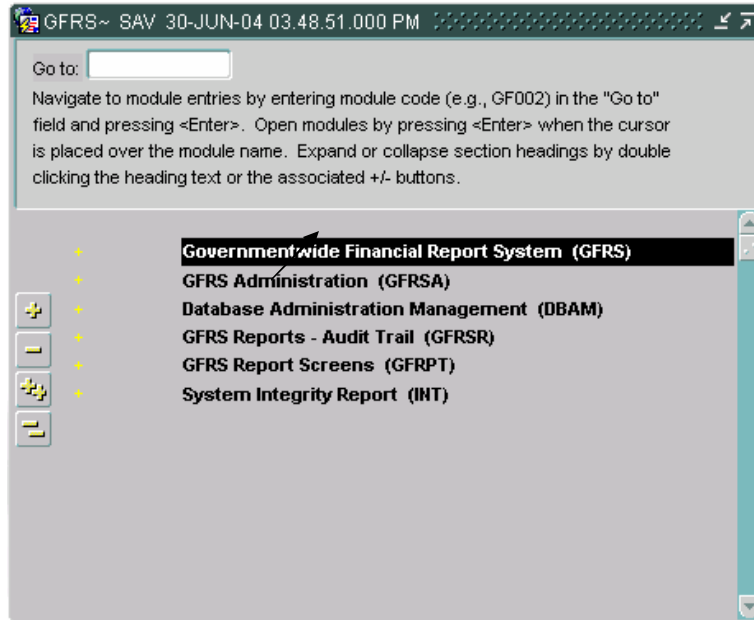 GFRS~ SAV 30-JUN-04 03.48.51.000 PM
Go to:
Navigate to module entries by entering module code (e.g., GF002) in the "Go to"
field and pressing <Enter>. Open modules by pressing <Enter> when the cursor
is placed over the module name. Expand or collapse section headings by double
clicking the heading text or the associated +/- buttons.
Governmentwide Financial Report System (GFRS)
GFRS Administration (GFRSA)
Database Administration Management (DBAM)
GFRS Reports - Audit Trail (GFRSR)
GFRS Report Screens (GFRPT)
System Integrity Report (INT)